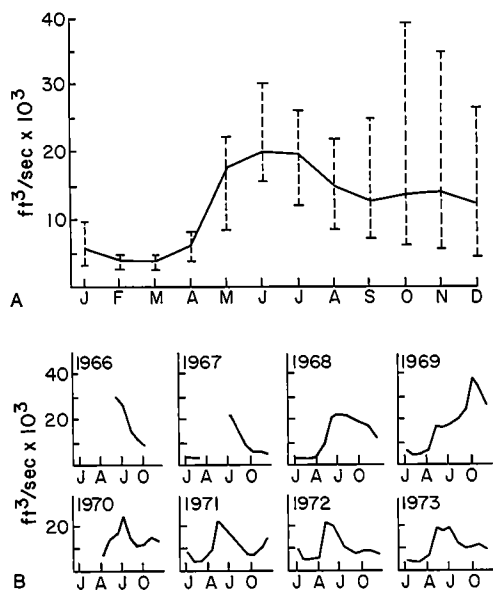 40
30
20
10
ft³/sec x 10³
J F M A M J J A S O N D
A
1966 1967 1968 1969
40
20
J A J O J A J O J A J O J A J O
ft³/sec x 10³
1970 1971 1972 1973
20
J A J O J A J O J A J O J A J O
B